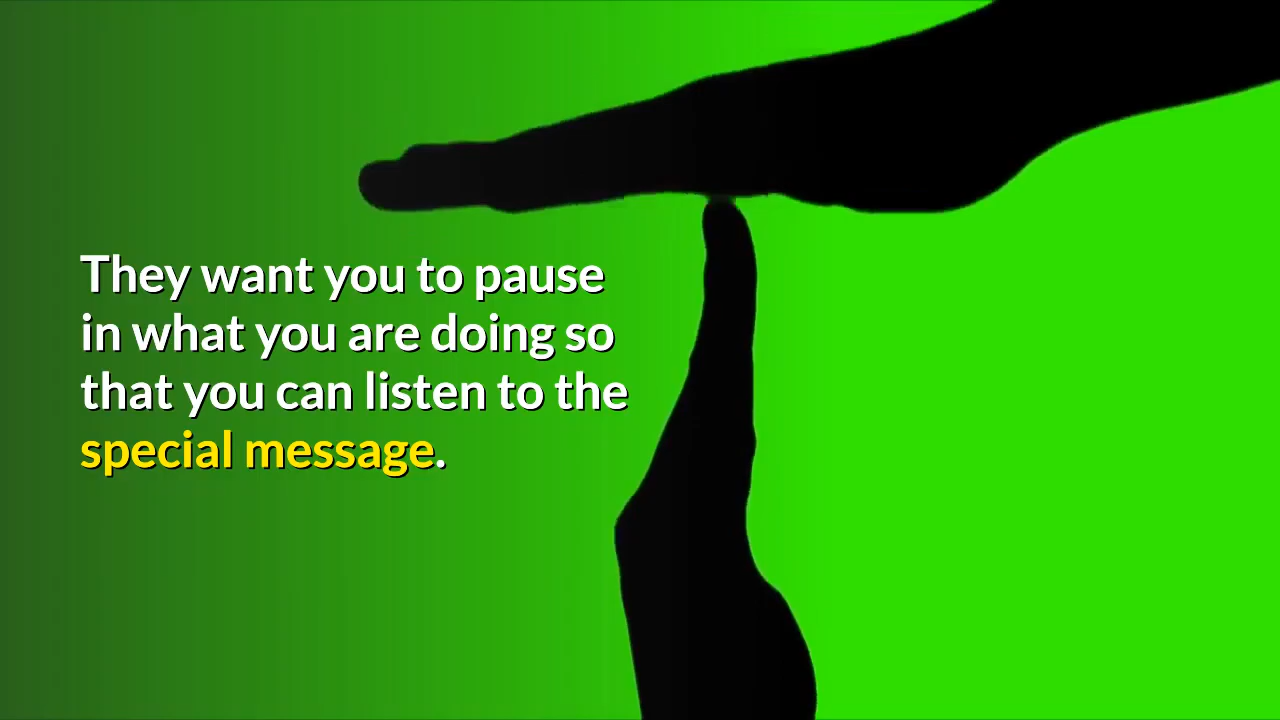 They want you to pause
in what you are doing so
that you can listen to the
special message.